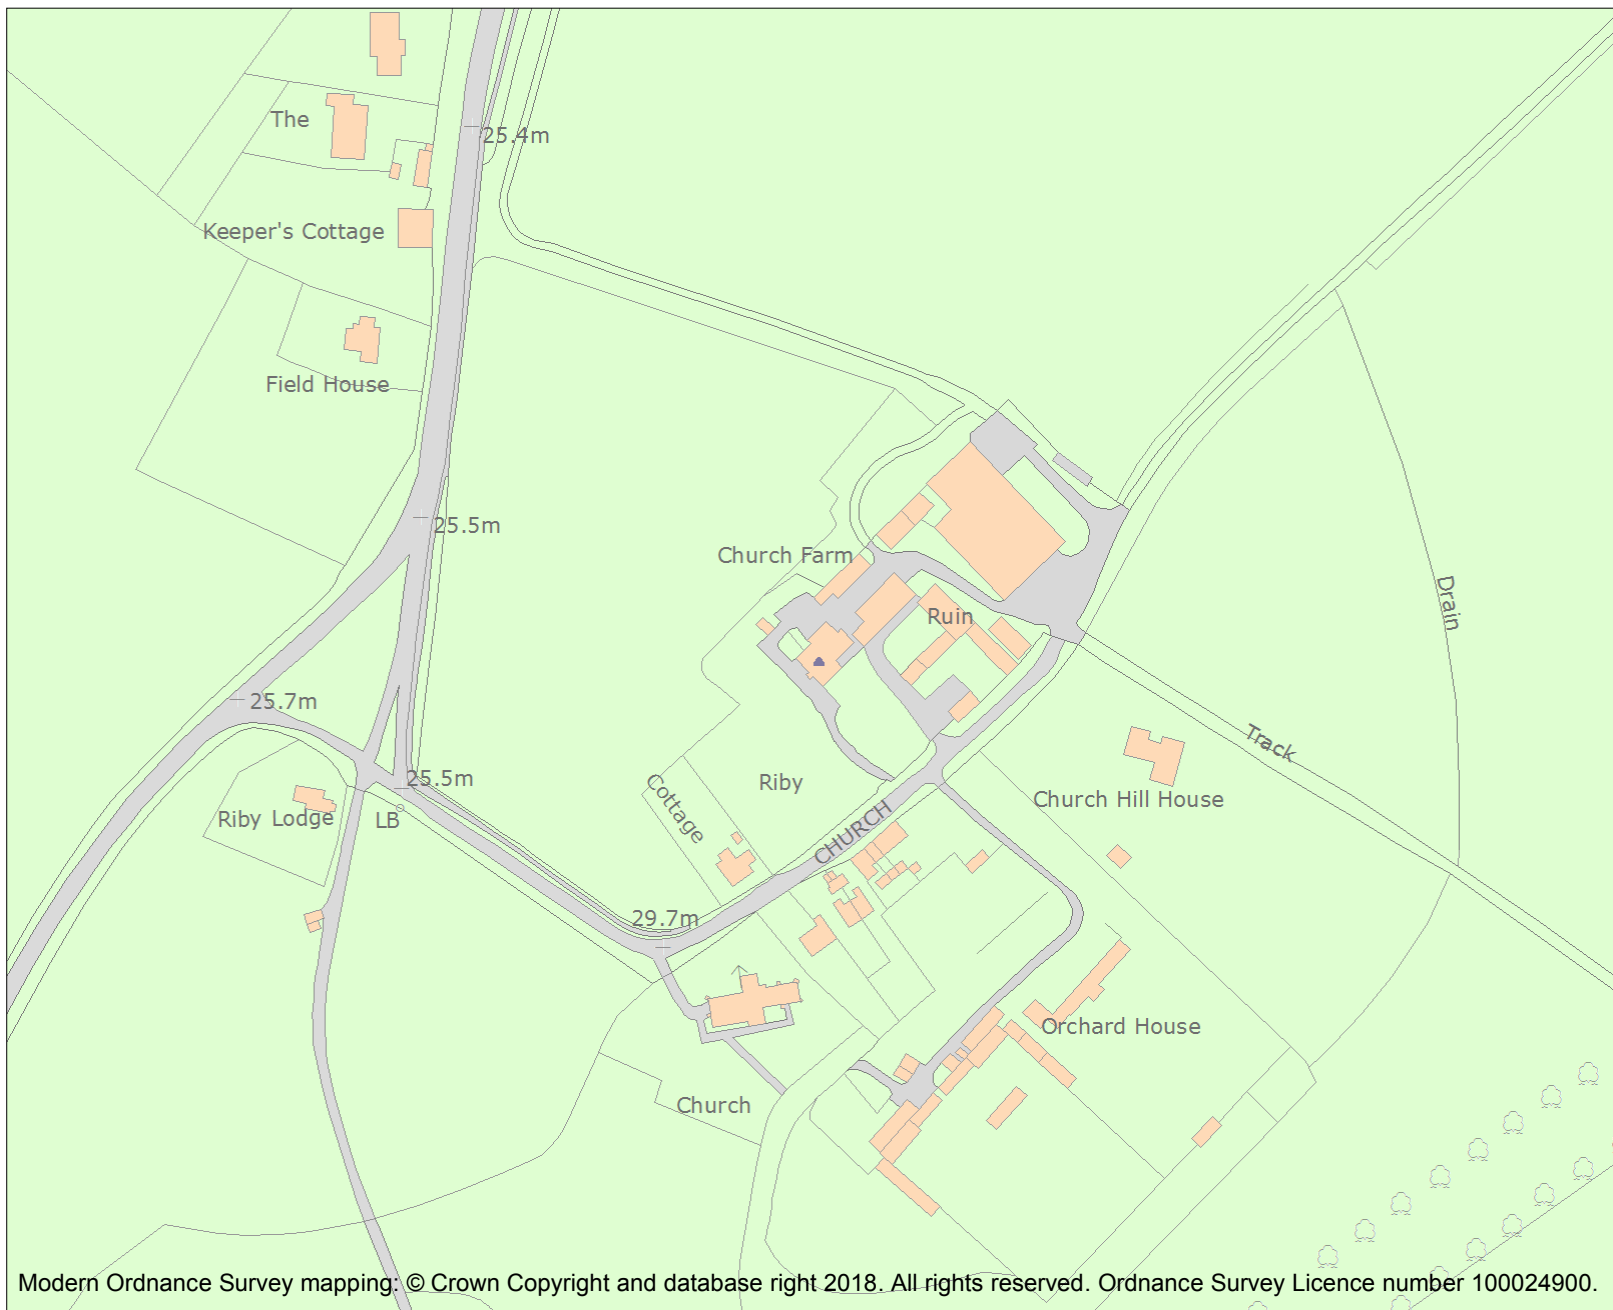 The
25.4m
Keeper's Cottage
Field House
25.5m
Church Farm
Ruin
Drain
25.7m
Track
25.5m
Riby
Cottage
Church Hill House
Riby Lodge
LB
CHURCH
29.7m
Orchard House
Church
Modern Ordnance Survey mapping: © Crown Copyright and database right 2018. All rights reserved. Ordnance Survey Licence number 100024900.